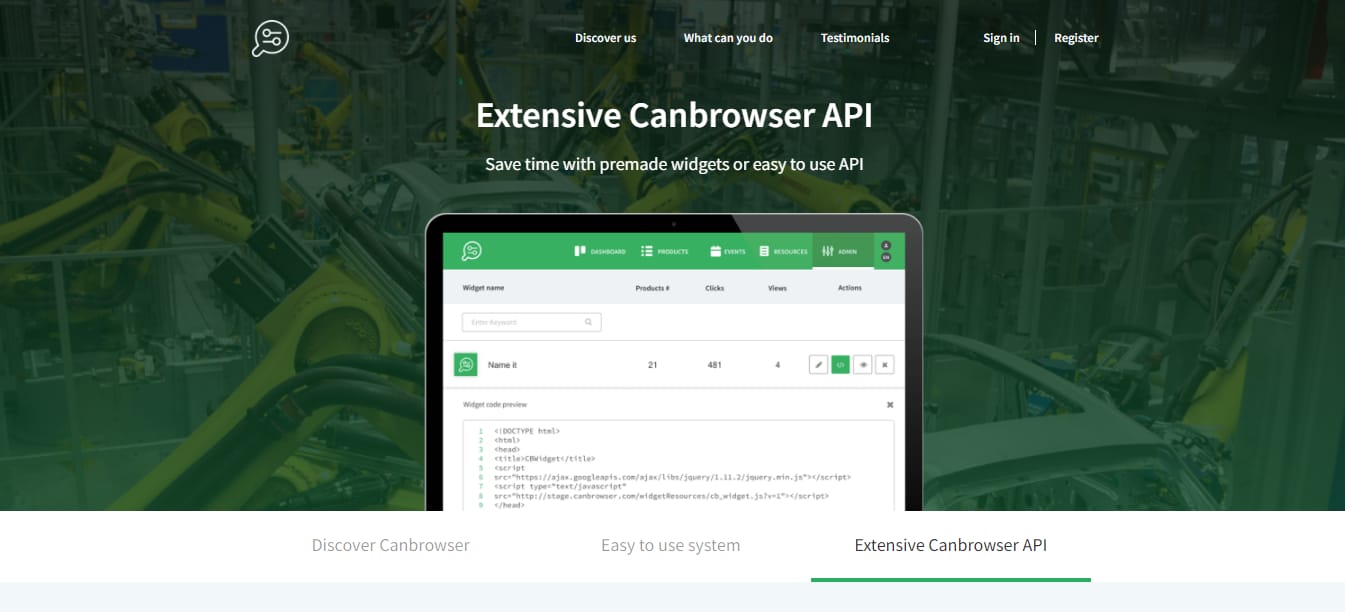 Discover us
What can you do
Testimonials
Sign in
Register
Extensive Canbrowser API
Save time with premade widgets or easy to use API
DASHBOARD
PRODUCTS
EVENTS
RESOURCES
ADMIN
EN
Widget name
Products #
Clicks
Views
Actions
Enter Keyword
Name it
21
481
4
Widget code preview
1 <!DOCTYPE html>
2 <html>
3 <head>
4 <title>CBWidget</title>
5 <script
6 src="https://ajax.googleapis.com/ajax/libs/jquery/1.11.2/jquery.min.js"></script>
7 <script type="text/javascript"
8 src="http://stage.canbrowser.com/widgetResources/cb_widget.js?v=1"></script>
9 </head>
Discover Canbrowser
Easy to use system
Extensive Canbrowser API